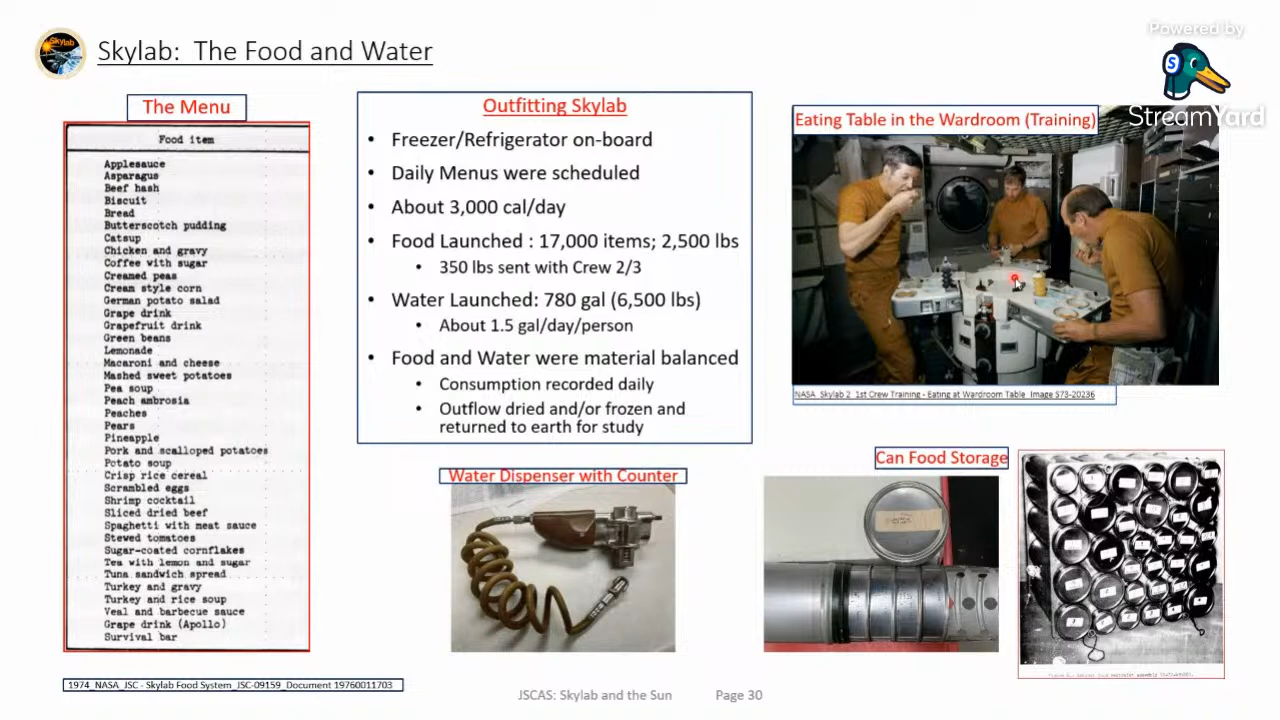 Skylab: The Food and Water
Powered by
StreamYard
The Menu
Food item
Applesauce
Asparagus
Beef hash
Biscuit
Bread
Butterscotch pudding
Catsup
Chicken and gravy
Coffee with sugar
Creamed peas
Cream style corn
German potato salad
Grape drink
Grapefruit drink
Green beans
Lemonade
Macaroni and cheese
Mashed sweet potatoes
Pea soup
Peach ambrosia
Peaches
Pears
Pineapple
Pork and scalloped potatoes
Potato soup
Crisp rice cereal
Scrambled eggs
Shrimp cocktail
Sliced dried beef
Spaghetti with meat sauce
Stewed tomatoes
Sugar-coated cornflakes
Tea with lemon and sugar
Tuna sandwich spread
Turkey and gravy
Turkey and rice soup
Veal and barbecue sauce
Grape drink (Apollo)
Survival bar
1974_NASA_JSC - Skylab Food System_JSC-09159_Document 19760011703
Outfitting Skylab
• Freezer/Refrigerator on-board
• Daily Menus were scheduled
• About 3,000 cal/day
• Food Launched : 17,000 items; 2,500 lbs
• 350 lbs sent with Crew 2/3
• Water Launched: 780 gal (6,500 lbs)
• About 1.5 gal/day/person
• Food and Water were material balanced
• Consumption recorded daily
• Outflow dried and/or frozen and
returned to earth for study
Eating Table in the Wardroom (Training)
NASA Skylab 2 1st Crew Training - Eating at Wardroom Table Image S73-20236
Water Dispenser with Counter
Can Food Storage
JSCAS: Skylab and the Sun
Page 30